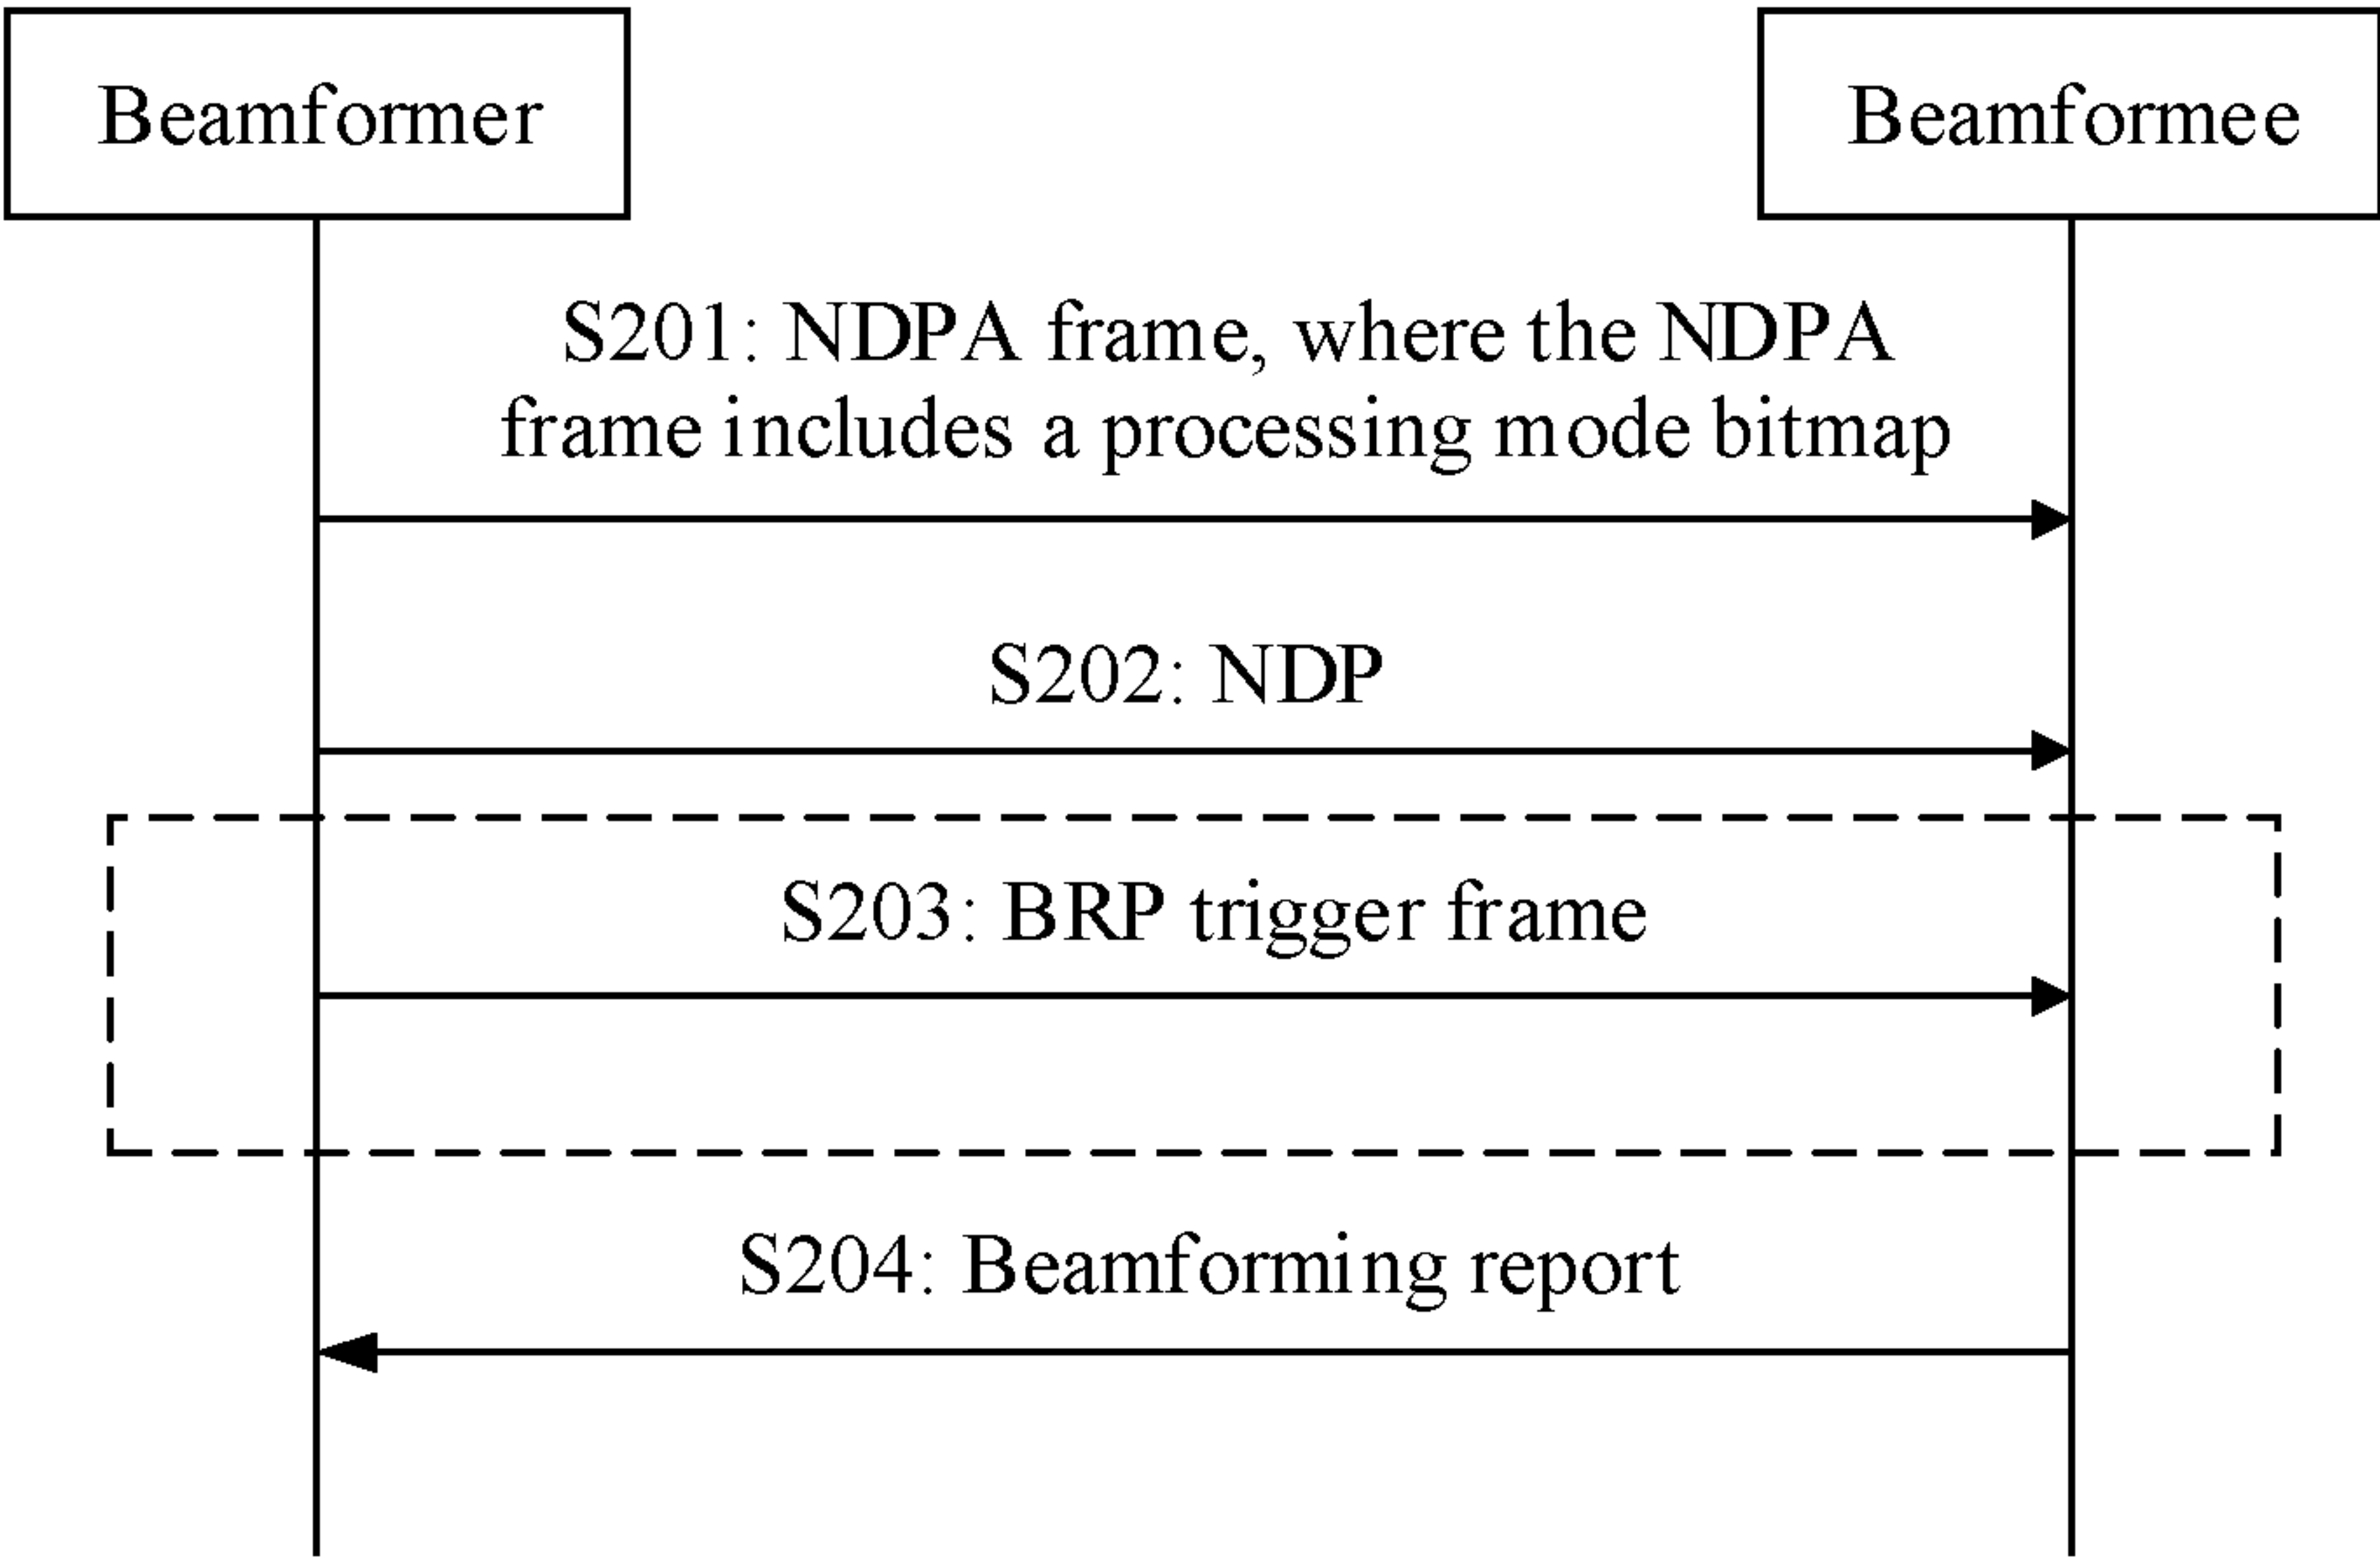 Beamformer
Beamformee
S201: NDPA frame, where the NDPA
frame includes a processing mode bitmap
S202: NDP
S203: BRP trigger frame
S204: Beamforming report